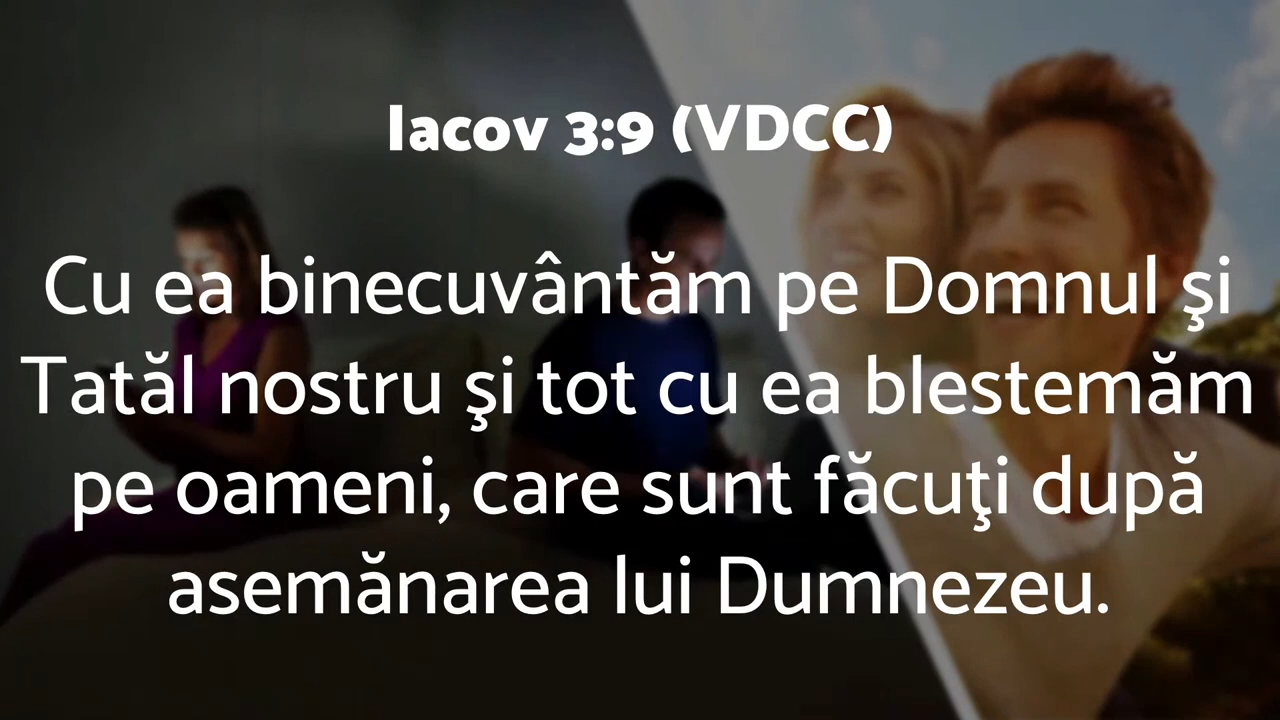 Iacov 3:9 (VDCC)
Cu ea binecuvântăm pe Domnul şi
Tatăl nostru şi tot cu ea blestemăm
pe oameni, care sunt făcuţi după
asemănarea lui Dumnezeu.